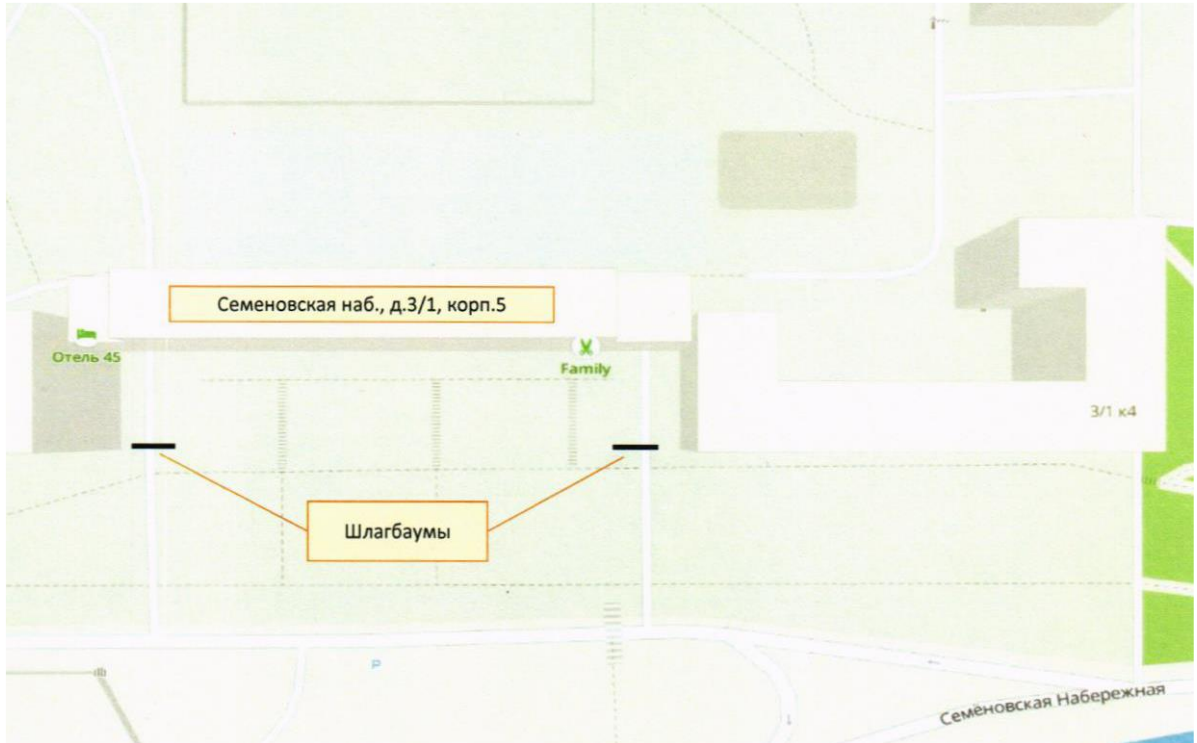 Семеновская наб., д.3/1, корп.5
Отель 45
Family
3/1 к4
Шлагбаумы
P
Семёновская Набережная